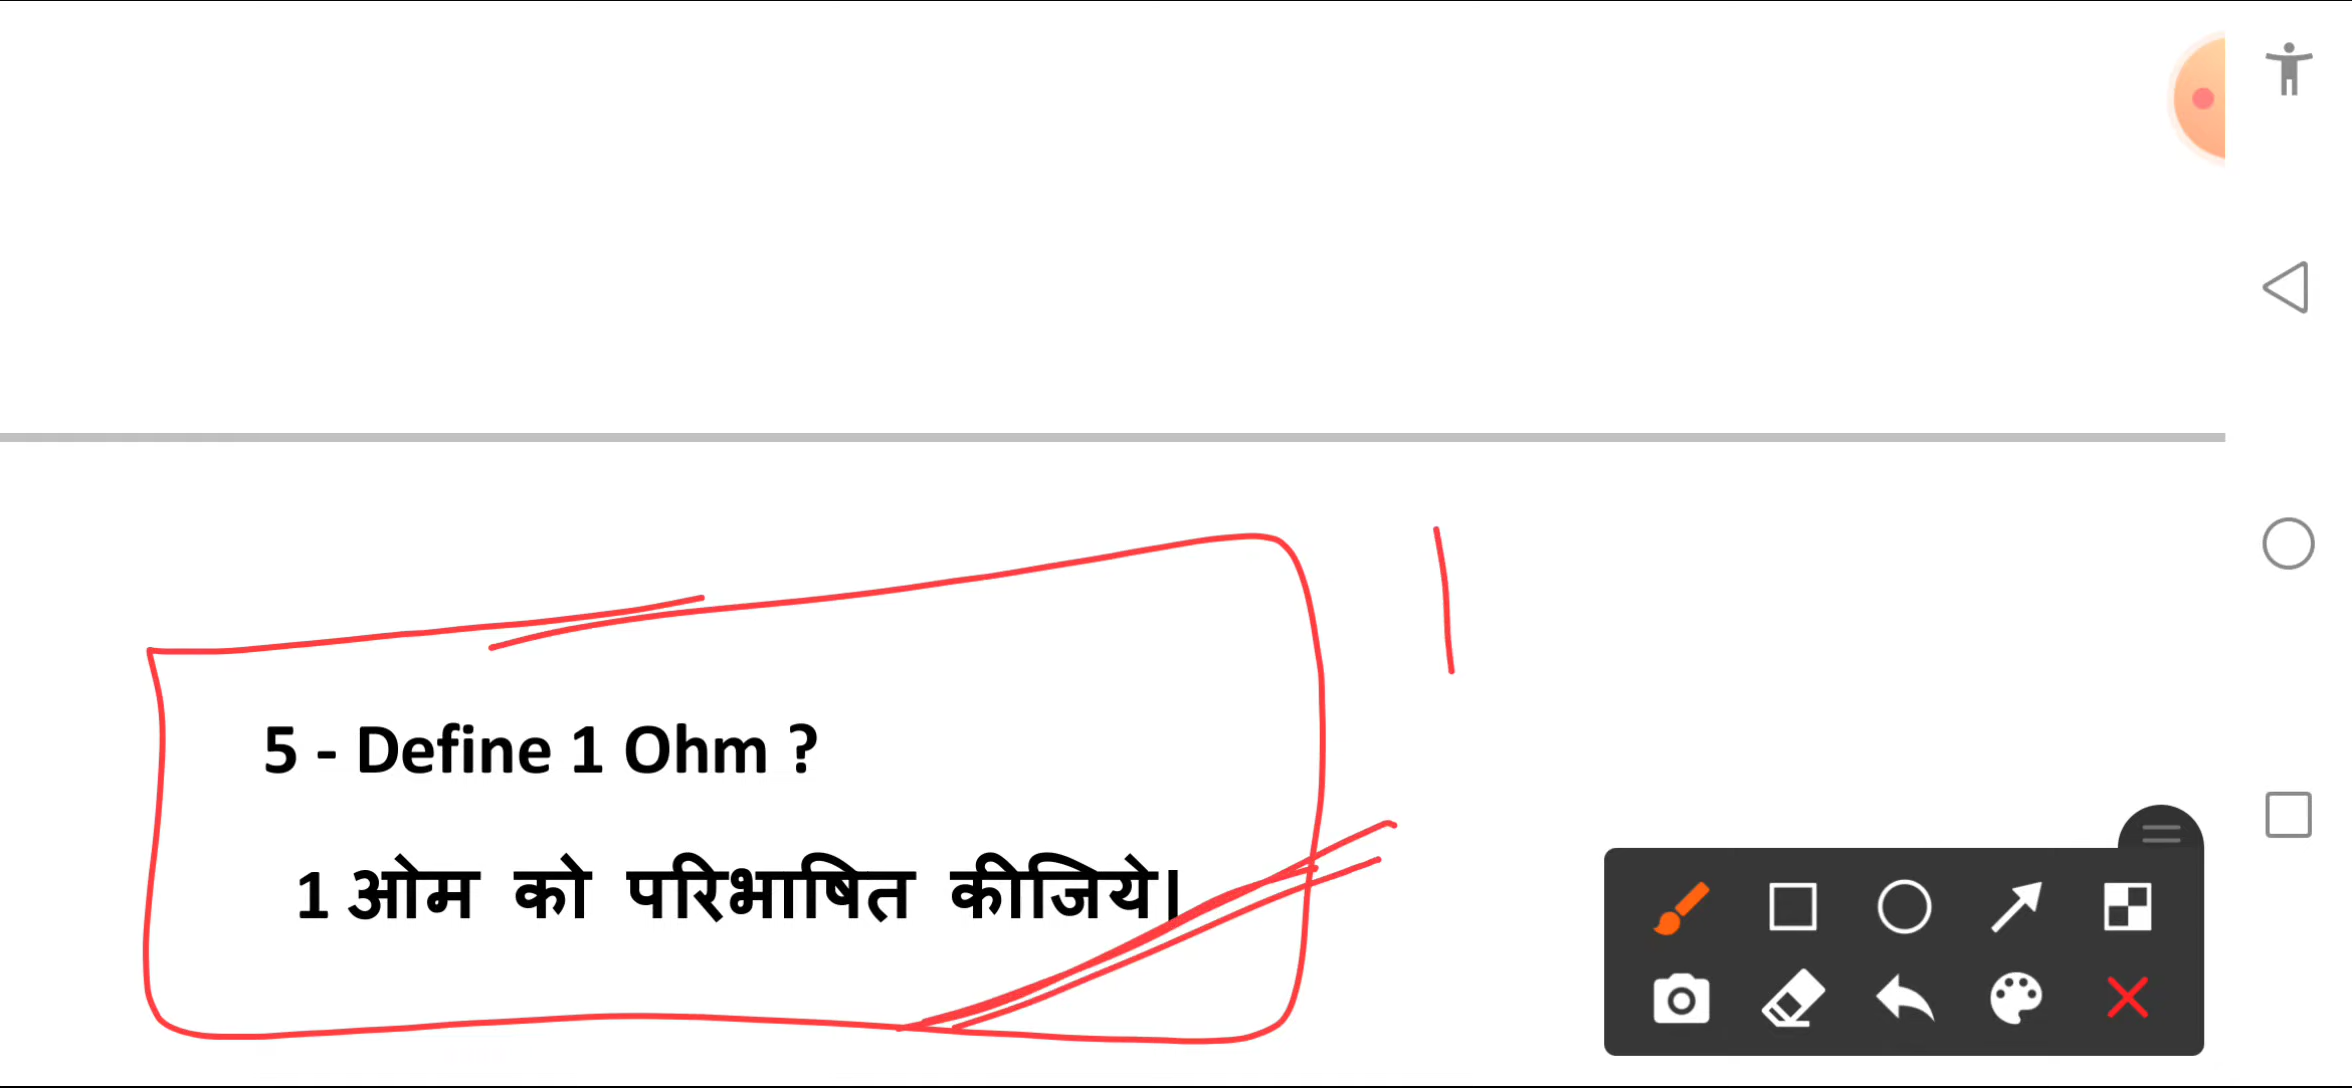 5 - Define 1 Ohm ?
1 ओम को परिभाषित कीजिये|